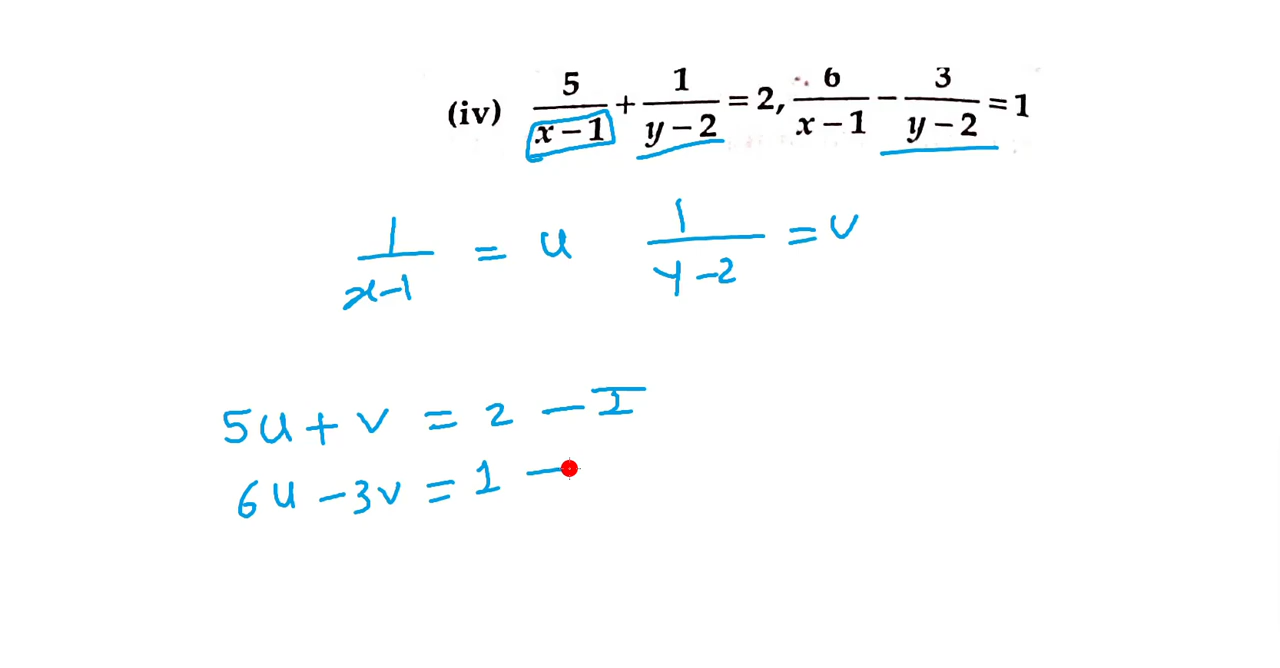 (iv) 5/(x−1) + 1/(y−2) = 2, 6/(x−1) − 3/(y−2) = 1
1/(x−1) = u 1/(y−2) = v
5u + v = 2 — I
6u − 3v = 1 —